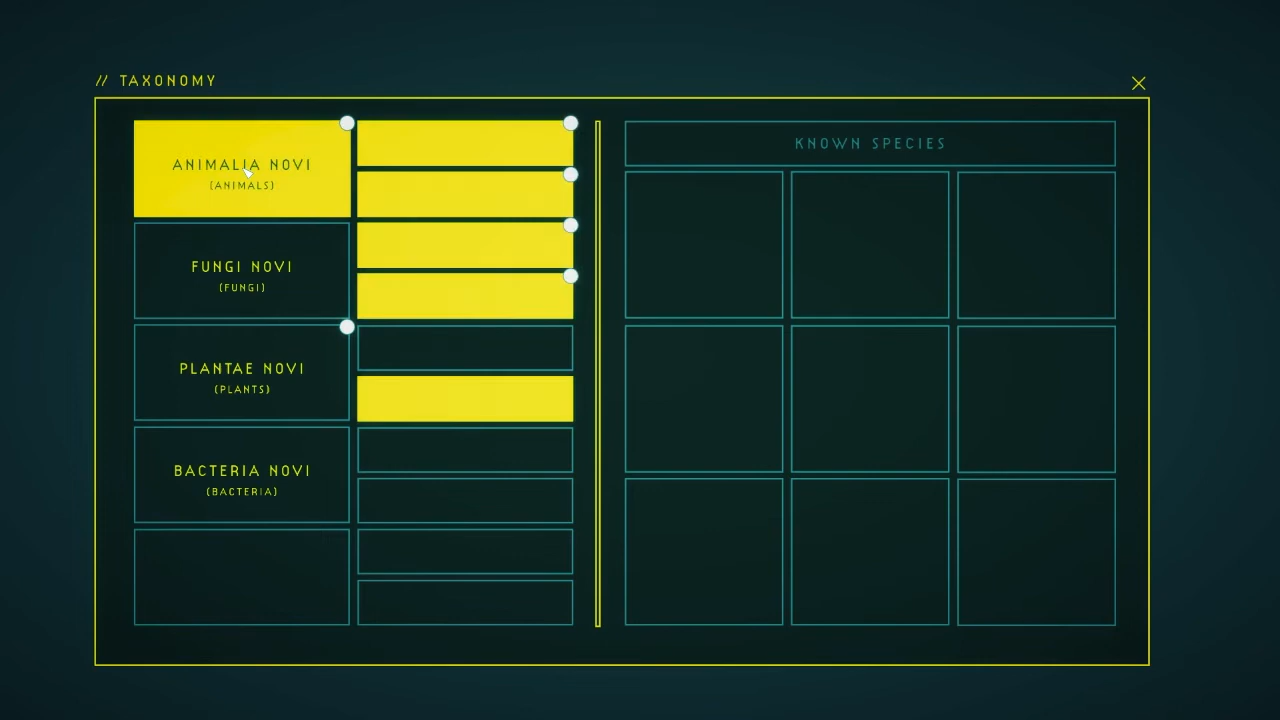 // TAXONOMY
ANIMALIA NOVI
(ANIMALS)
FUNGI NOVI
(FUNGI)
PLANTAE NOVI
(PLANTS)
BACTERIA NOVI
(BACTERIA)
KNOWN SPECIES